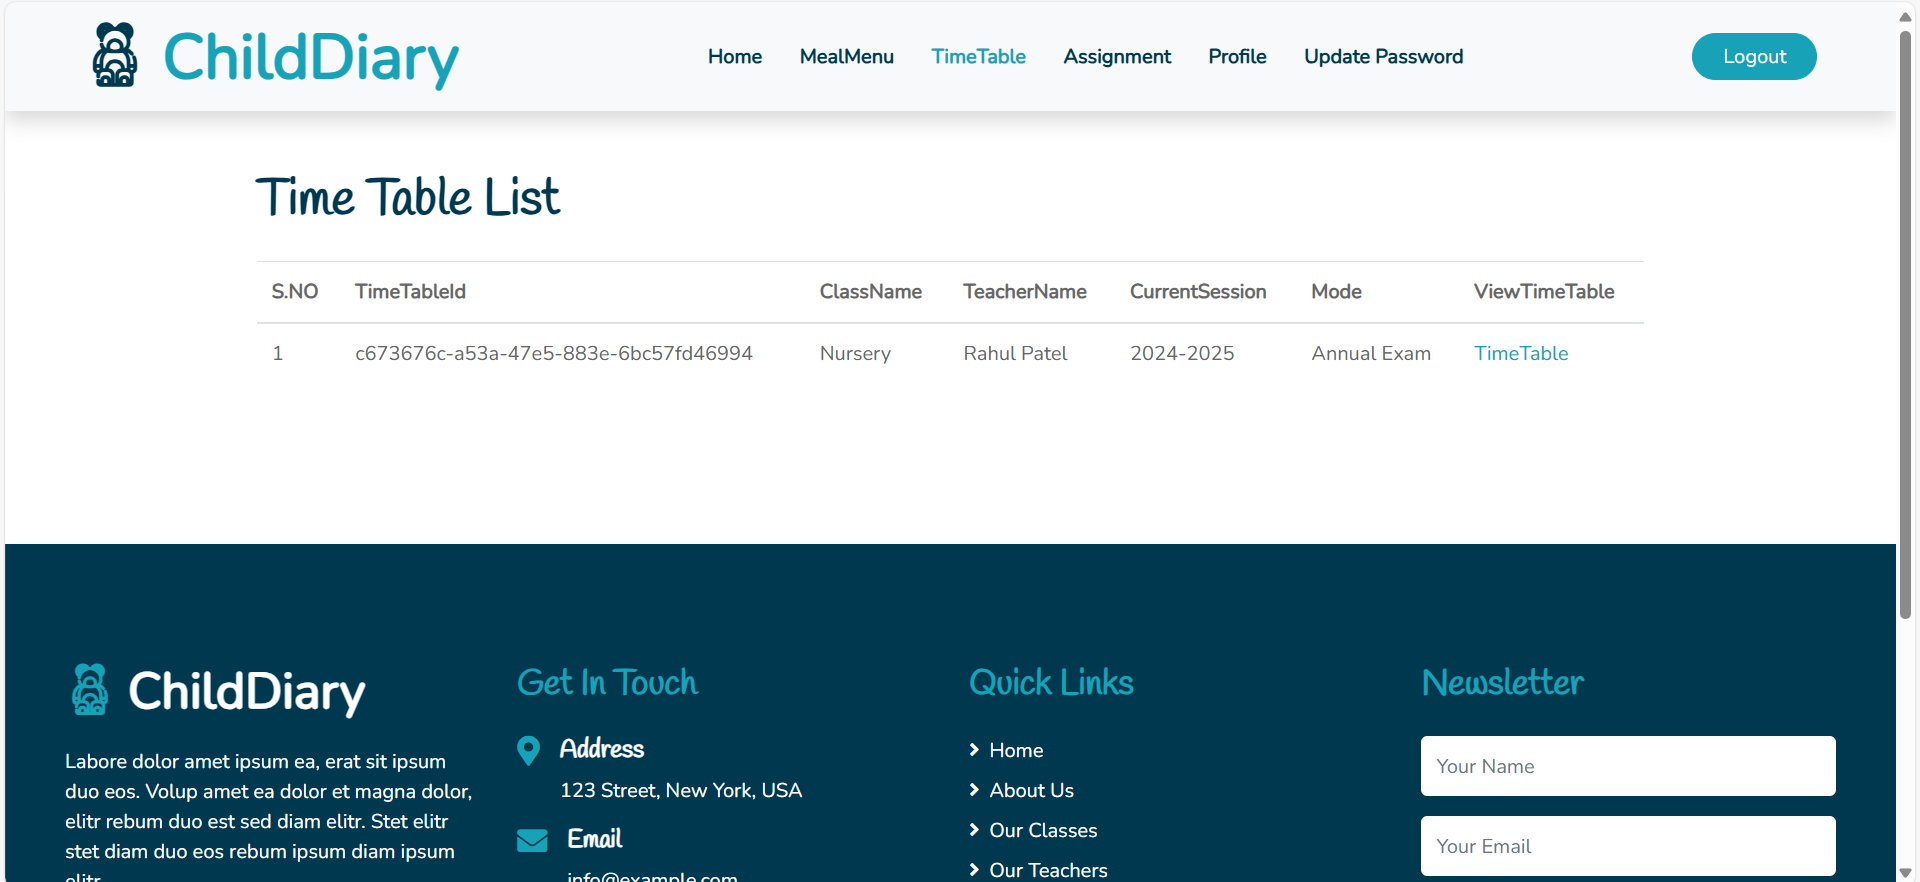 ChildDiary
Home MealMenu TimeTable Assignment Profile Update Password
Logout
Time Table List
S.NO TimeTableId ClassName TeacherName CurrentSession Mode ViewTimeTable
1 c673676c-a53a-47e5-883e-6bc57fd46994 Nursery Rahul Patel 2024-2025 Annual Exam TimeTable
ChildDiary
Labore dolor amet ipsum ea, erat sit ipsum
duo eos. Volup amet ea dolor et magna dolor,
elitr rebum duo est sed diam elitr. Stet elitr
stet diam duo eos rebum ipsum diam ipsum
elitr.
Get In Touch
Address
123 Street, New York, USA
Email
info@example.com
Quick Links
Home
About Us
Our Classes
Our Teachers
Newsletter
Your Name
Your Email